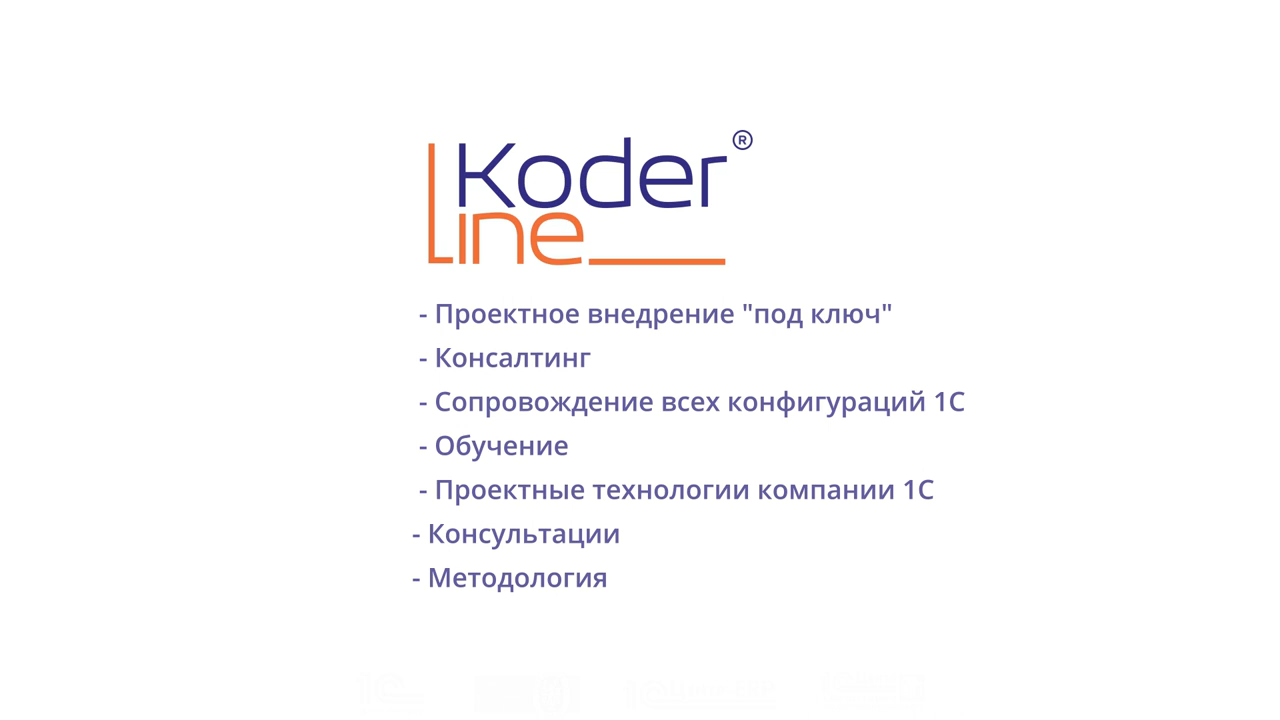 Koder®
Line
- Проектное внедрение "под ключ"
- Консалтинг
- Сопровождение всех конфигураций 1С
- Обучение
- Проектные технологии компании 1С
- Консультации
- Методология